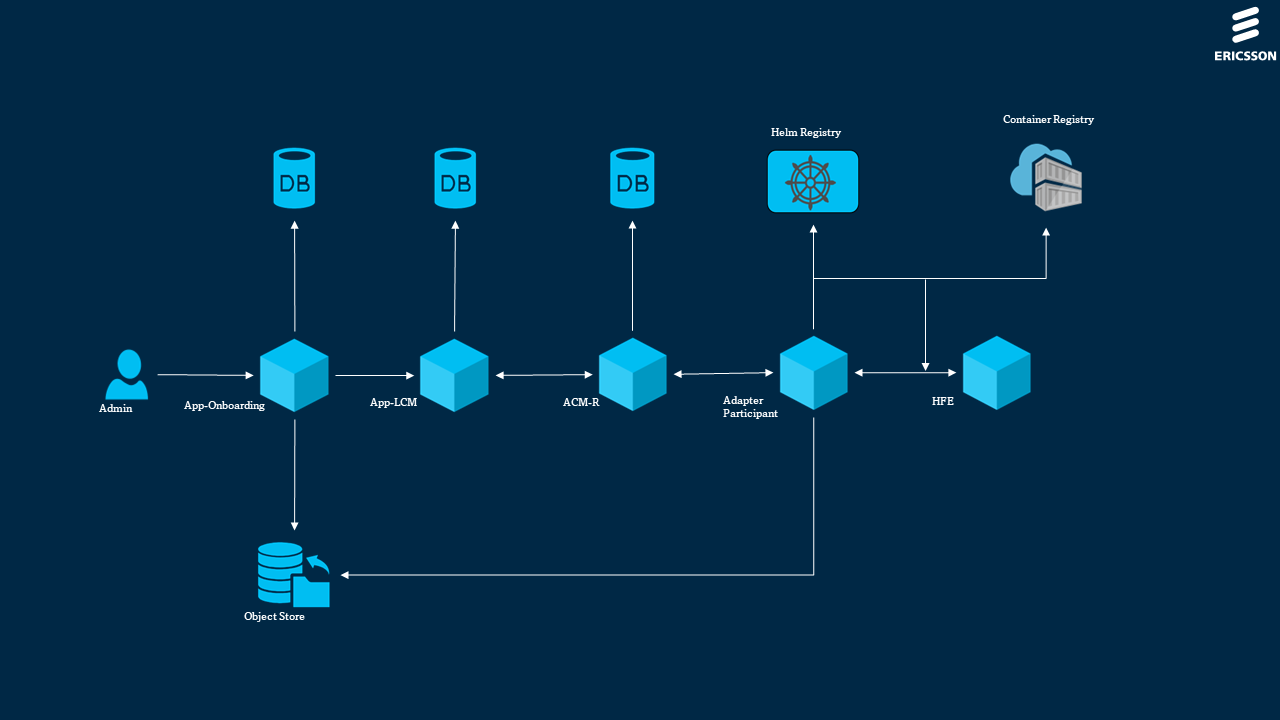 ERICSSON
Container Registry
Helm Registry
DB
DB
DB
Admin
App-Onboarding
App-LCM
ACM-R
Adapter
Participant
HFE
Object Store